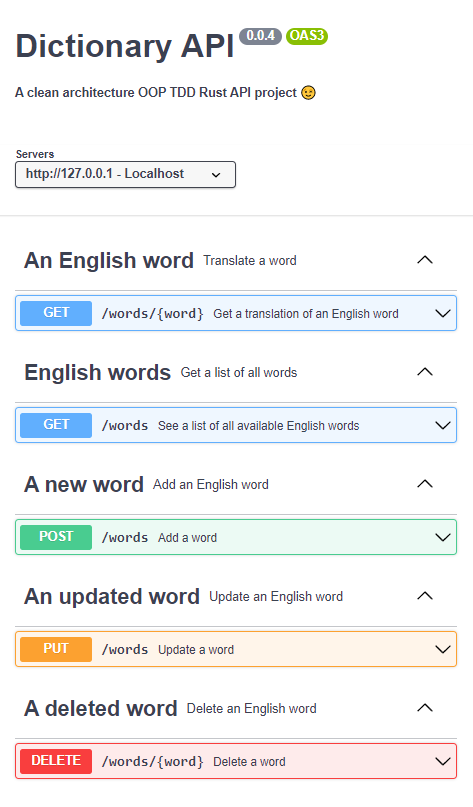 Dictionary API 0.0.4 OAS3
A clean architecture OOP TDD Rust API project 😉
Servers
http://127.0.0.1 - Localhost
An English word Translate a word
GET /words/{word} Get a translation of an English word
English words Get a list of all words
GET /words See a list of all available English words
A new word Add an English word
POST /words Add a word
An updated word Update an English word
PUT /words Update a word
A deleted word Delete an English word
DELETE /words/{word} Delete a word